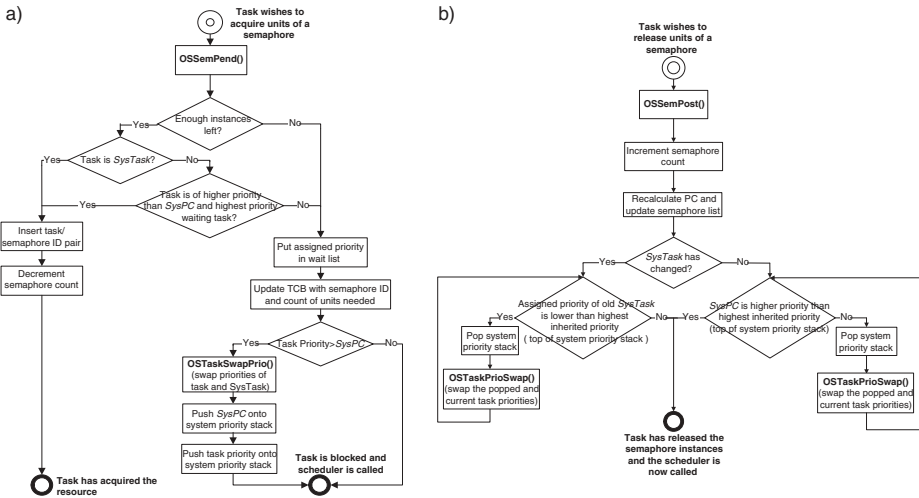 a)
Task wishes to
acquire units of a
semaphore
OSSemPend()
Enough instances
left?
Yes
No
Task is SysTask?
Yes
No
Task is of higher priority
than SysPC and highest priority
waiting task?
Yes
No
Insert task/
semaphore ID pair
Decrement
semaphore count
Put assigned priority
in wait list
Update TCB with semaphore ID
and count of units needed
Task Priority>SysPC
Yes
No
OSTaskSwapPrio()
(swap priorities of
task and SysTask)
Push SysPC onto
system priority stack
Push task priority onto
system priority stack
Task is blocked and
scheduler is called
Task has acquired the
resource
b)
Task wishes to
release units of a
semaphore
OSSemPost()
Increment semaphore
count
Recalculate PC and
update semaphore list
SysTask has
changed?
Yes
No
Assigned priority of old SysTask
is lower than highest
inherited priority
( top of system priority stack )
Yes
No
SysPC is higher priority than
highest inherited priority
(top of system priority stack)
Yes
No
Pop system
priority stack
OSTaskPrioSwap()
(swap the popped and
current task priorities)
Pop system
priority stack
OSTaskPrioSwap()
(swap the popped and
current task priorities)
Task has released the
semaphore instances
and the scheduler is
now called